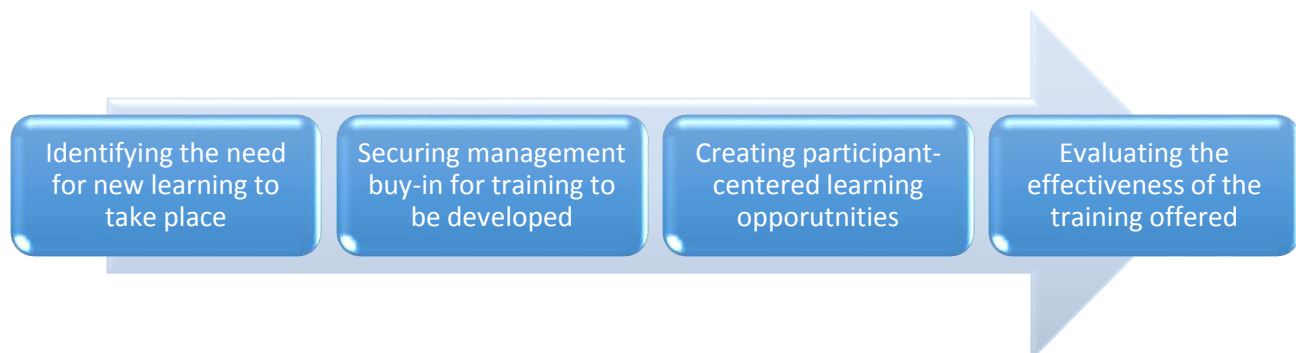 Identifying the need
for new learning to
take place
Securing management
buy-in for training to
be developed
Creating participant-
centered learning
opporutnities
Evaluating the
effectiveness of the
training offered